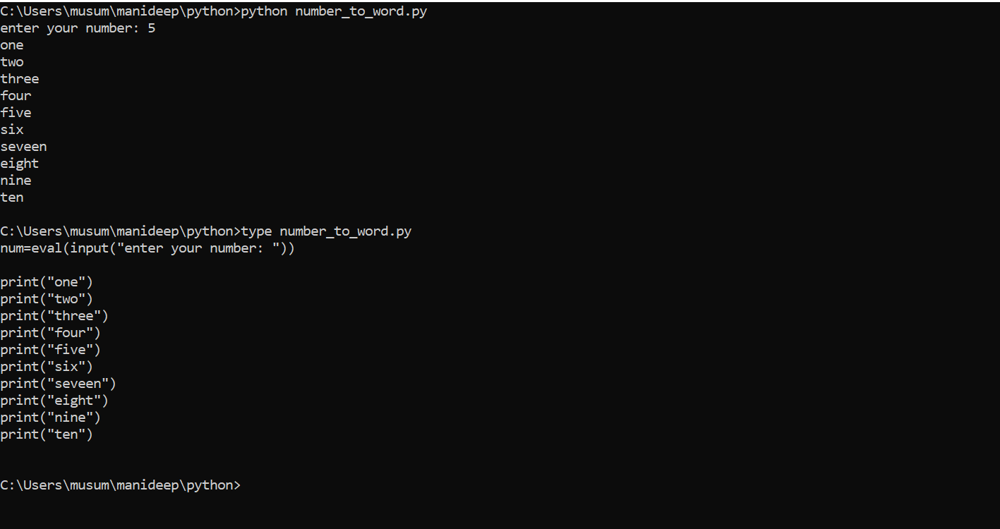 C:\Users\musum\manideep\python>python number_to_word.py
enter your number: 5
one
two
three
four
five
six
seveen
eight
nine
ten
C:\Users\musum\manideep\python>type number_to_word.py
num=eval(input("enter your number: "))
print("one")
print("two")
print("three")
print("four")
print("five")
print("six")
print("seveen")
print("eight")
print("nine")
print("ten")
C:\Users\musum\manideep\python>